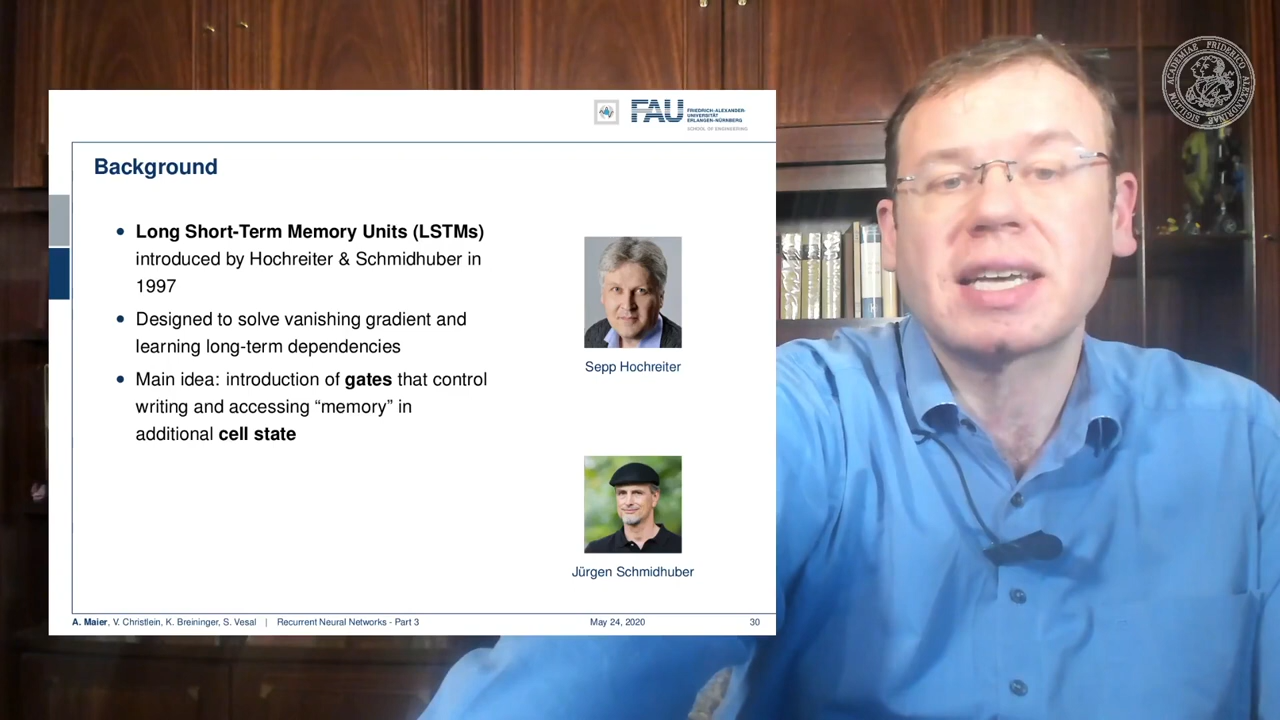 FAU
FRIEDRICH-ALEXANDER-
UNIVERSITÄT
ERLANGEN-NÜRNBERG
SCHOOL OF ENGINEERING
Background
• Long Short-Term Memory Units (LSTMs)
introduced by Hochreiter & Schmidhuber in
1997
• Designed to solve vanishing gradient and
learning long-term dependencies
• Main idea: introduction of gates that control
writing and accessing “memory” in
additional cell state
Sepp Hochreiter
Jürgen Schmidhuber
A. Maier, V. Christlein, K. Breininger, S. Vesal | Recurrent Neural Networks - Part 3
May 24, 2020
30